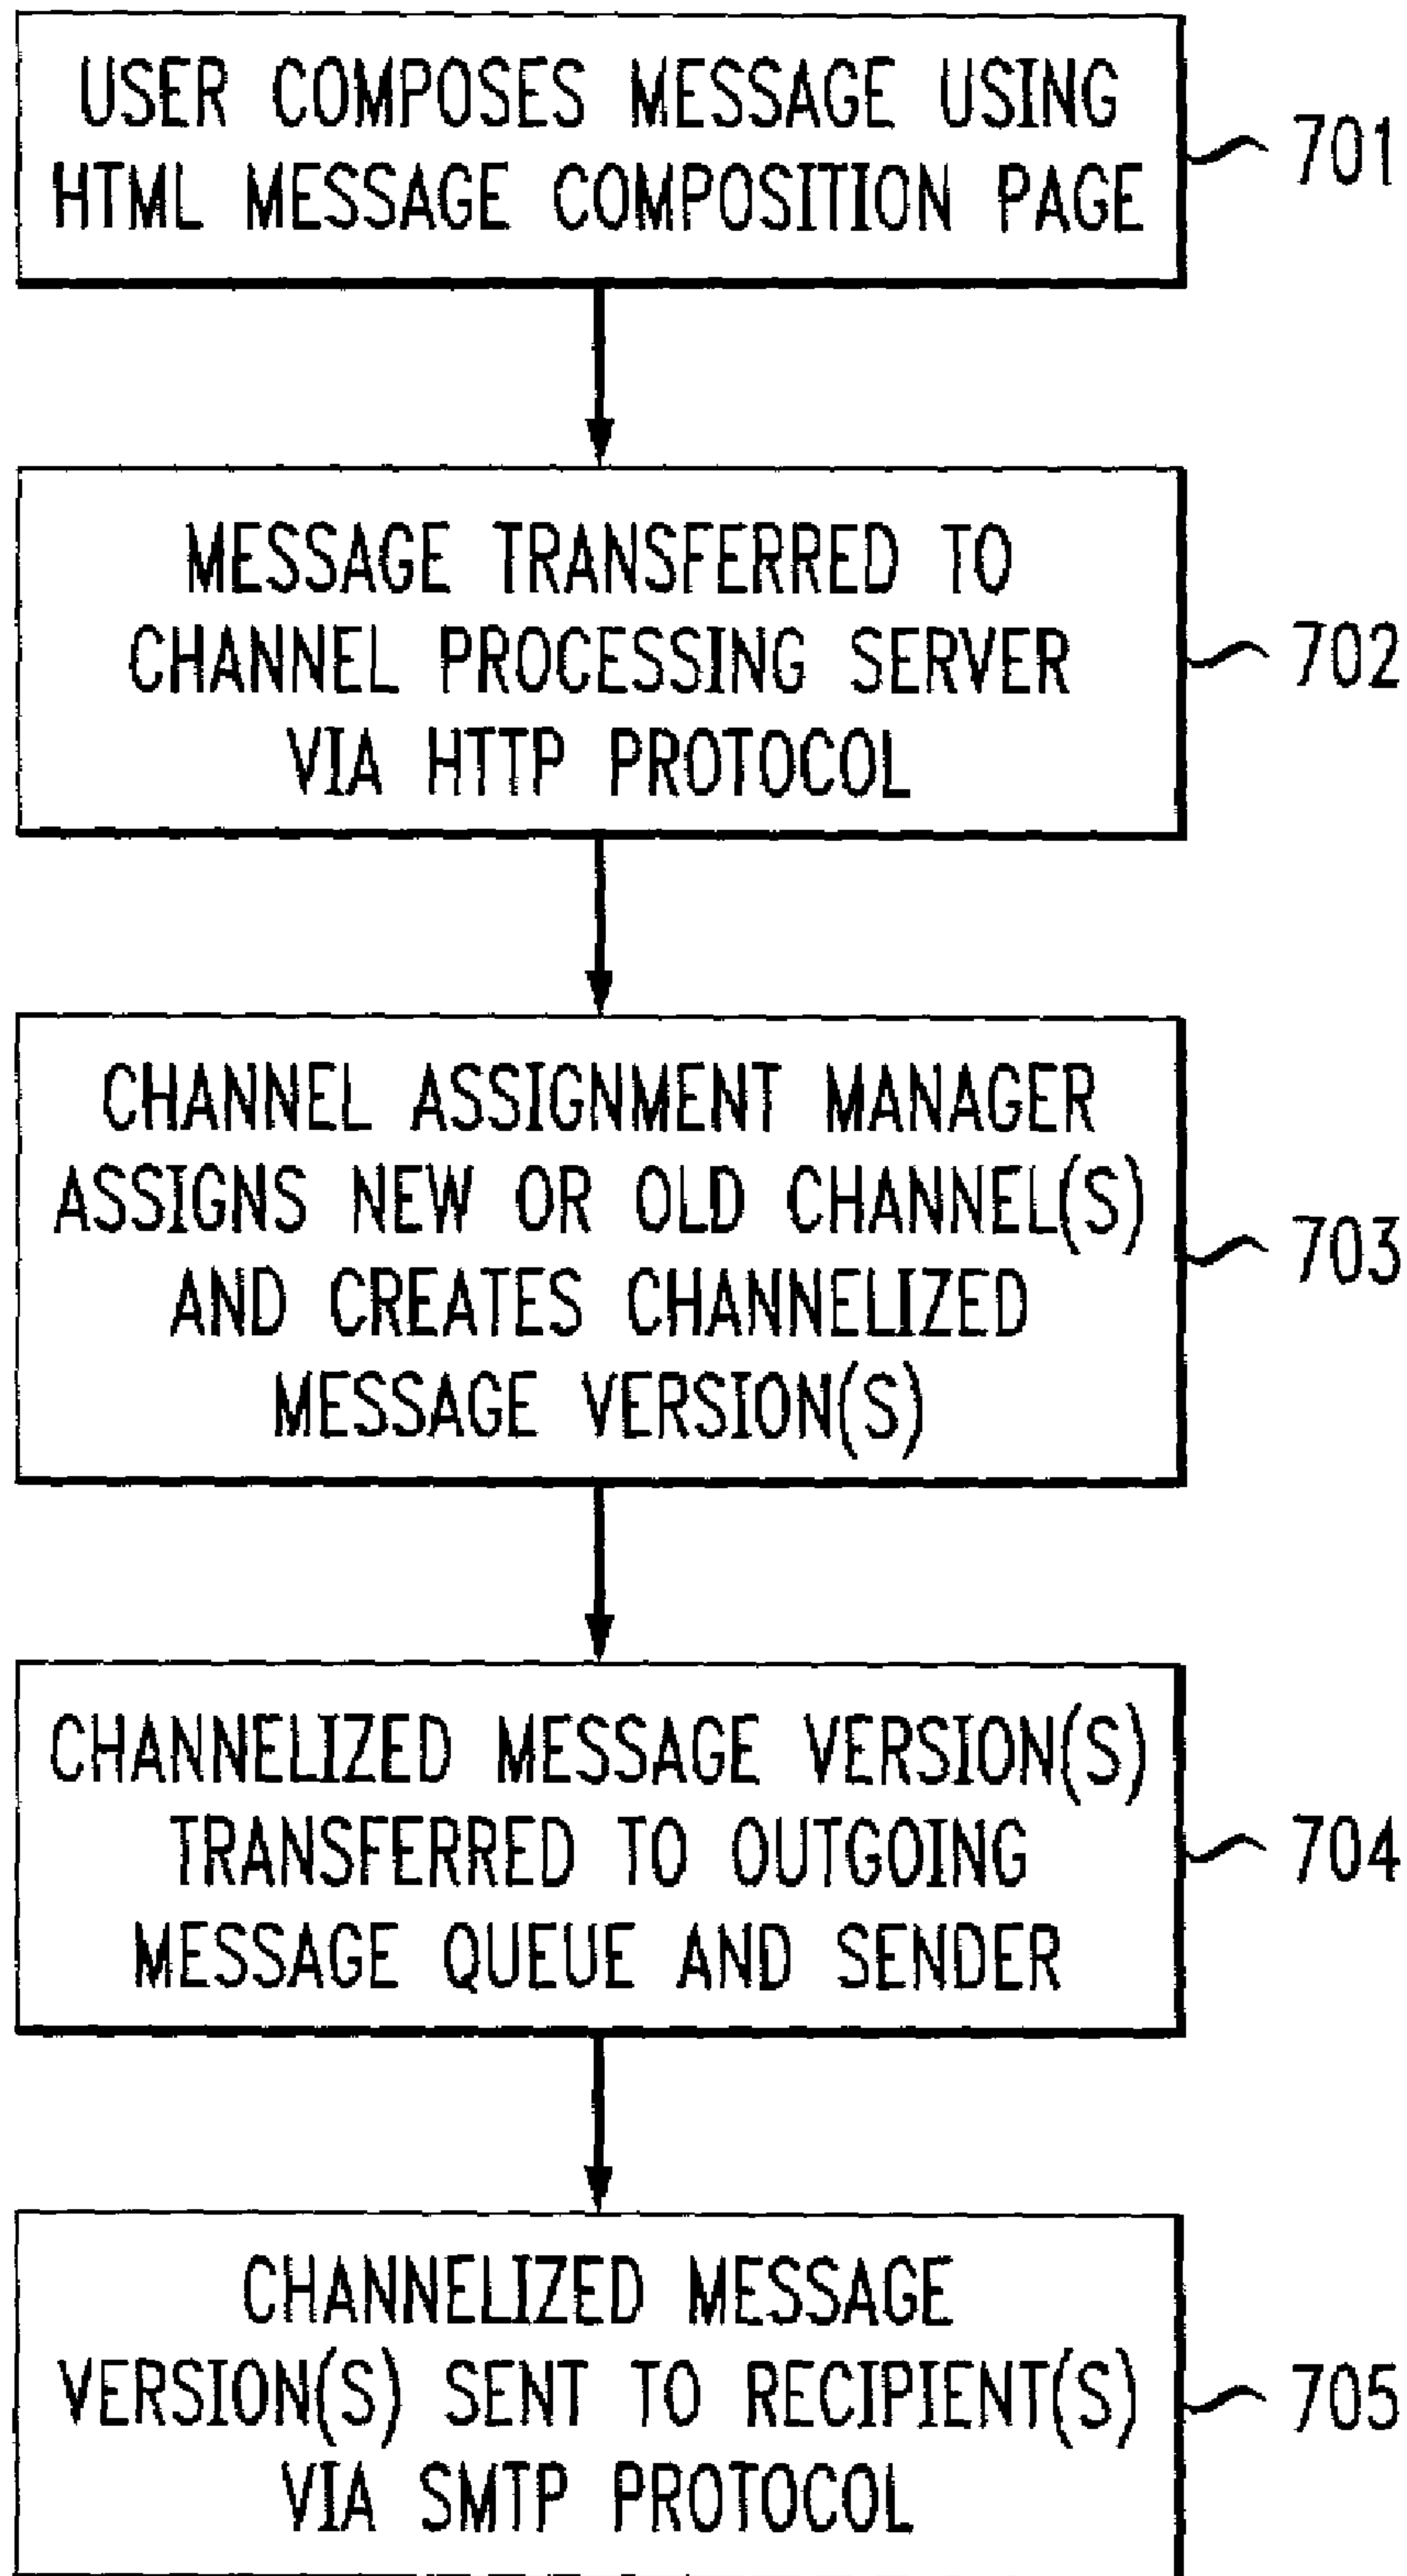 USER COMPOSES MESSAGE USING
HTML MESSAGE COMPOSITION PAGE
701
MESSAGE TRANSFERRED TO
CHANNEL PROCESSING SERVER
VIA HTTP PROTOCOL
702
CHANNEL ASSIGNMENT MANAGER
ASSIGNS NEW OR OLD CHANNEL(S)
AND CREATES CHANNELIZED
MESSAGE VERSION(S)
703
CHANNELIZED MESSAGE VERSION(S)
TRANSFERRED TO OUTGOING
MESSAGE QUEUE AND SENDER
704
CHANNELIZED MESSAGE
VERSION(S) SENT TO RECIPIENT(S)
VIA SMTP PROTOCOL
705